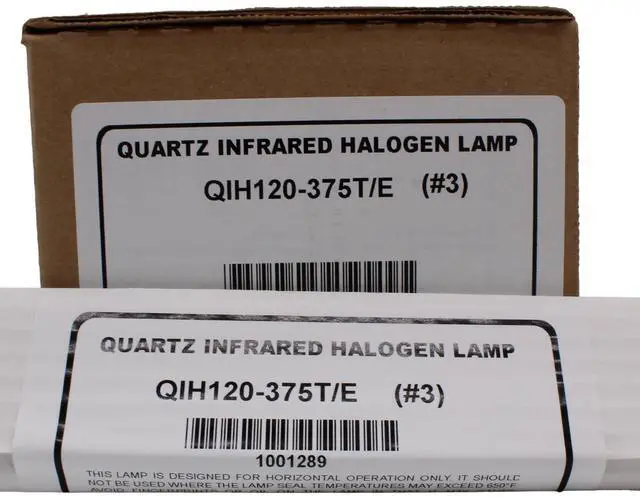 QUARTZ INFRARED HALOGEN LAMP
QIH120-375T/E (#3)
QUARTZ INFRARED HALOGEN LAMP
QIH120-375T/E (#3)
1001289
THIS LAMP IS DESIGNED FOR HORIZONTAL OPERATION ONLY. IT SHOULD
NOT BE USED WHERE THE LAMP SEAL TEMPERATURES MAY EXCEED 650°F